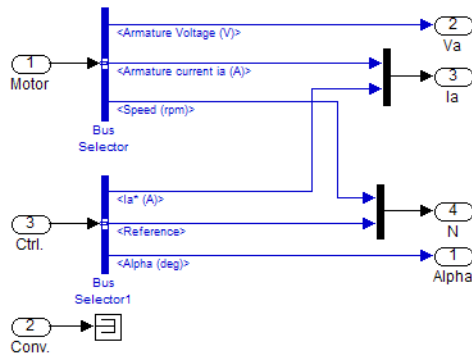 <Armature Voltage (V)>
2
Va
1
Motor
<Armature current ia (A)>
3
Ia
<Speed (rpm)>
Bus
Selector
<Ia* (A)>
3
Ctrl.
<Reference>
4
N
<Alpha (deg)>
1
Alpha
Bus
Selector1
2
Conv.